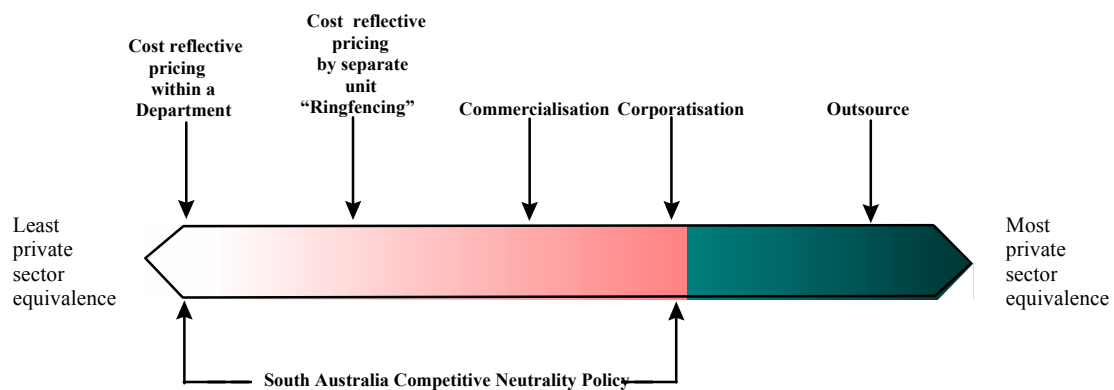 Cost reflective
pricing
within a
Department
Cost reflective
pricing
by separate
unit
“Ringfencing”
Commercialisation
Corporatisation
Outsource
Least
private
sector
equivalence
Most
private
sector
equivalence
South Australia Competitive Neutrality Policy